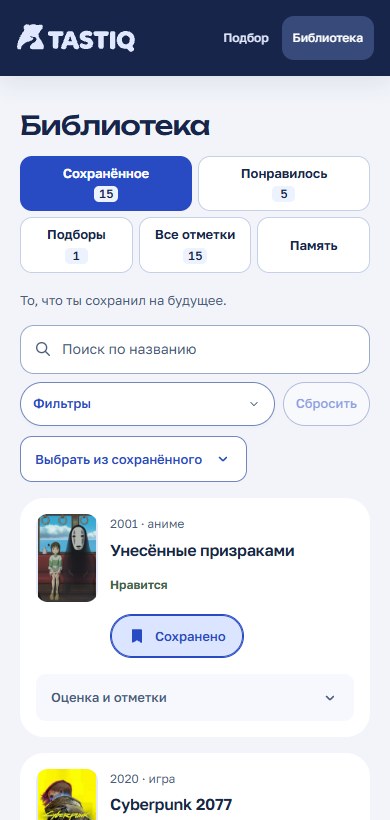 TASTIQ
Подбор
Библиотека
Библиотека
Сохранённое
15
Понравилось
5
Подборы
1
Все отметки
15
Память
То, что ты сохранил на будущее.
Поиск по названию
Фильтры
Сбросить
Выбрать из сохранённого
2001 · аниме
Унесённые призраками
Нравится
Сохранено
Оценка и отметки
2020 · игра
Cyberpunk 2077